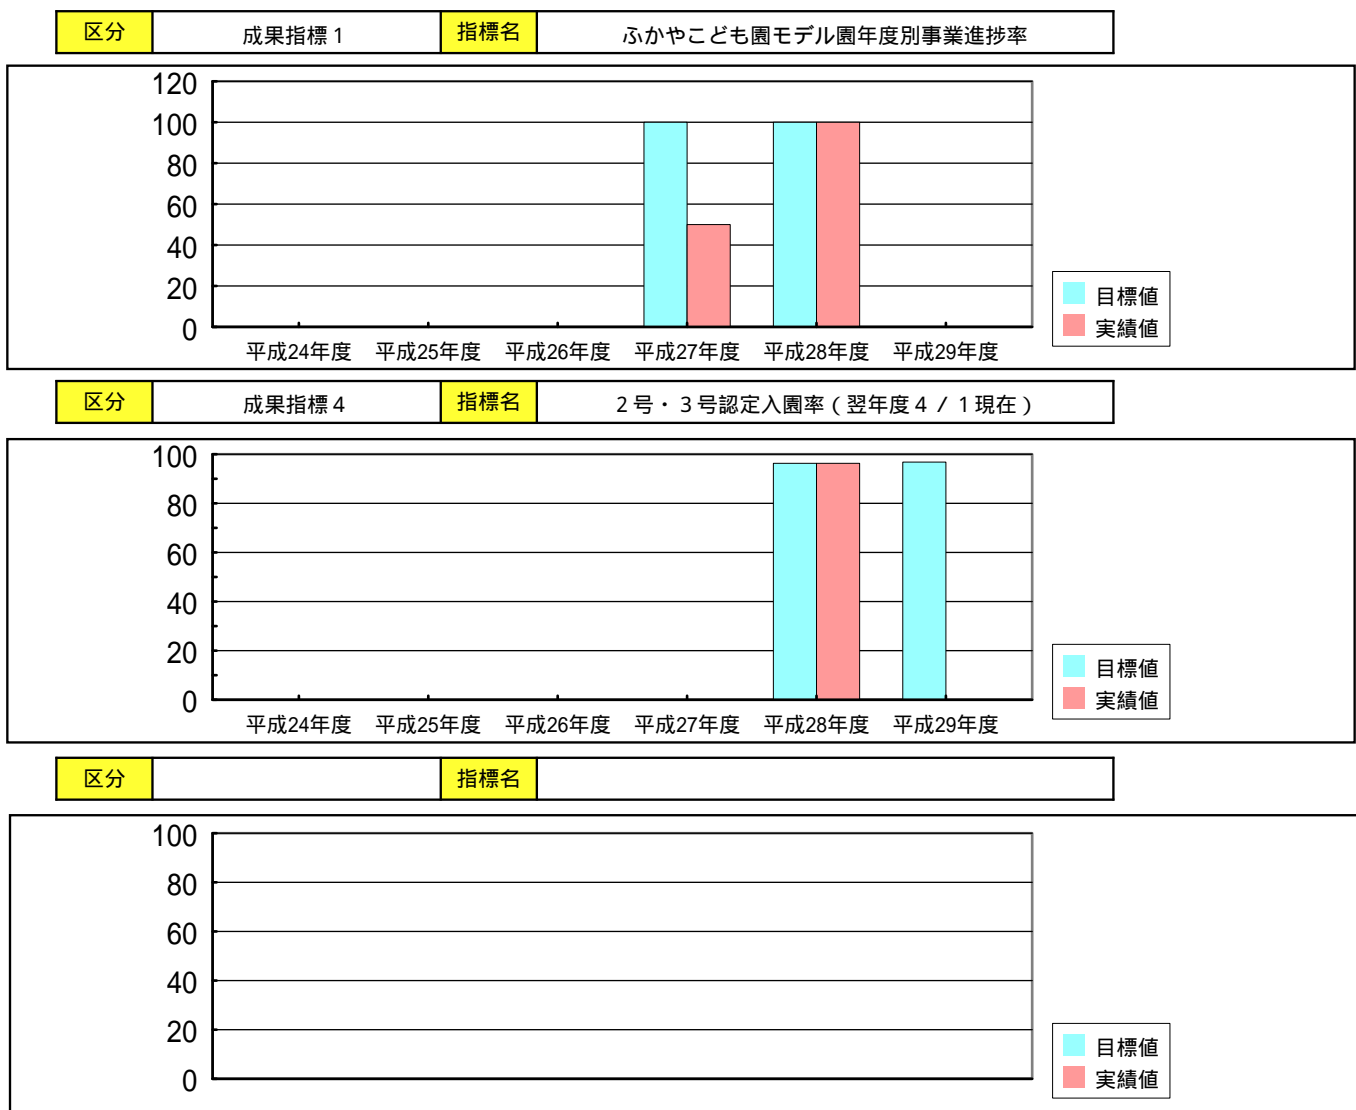 区分 成果指標1 指標名 ふかやこども園モデル園年度別事業進捗率
120
100
80
60
40
20
0
平成24年度 平成25年度 平成26年度 平成27年度 平成28年度 平成29年度
目標値
実績値
区分 成果指標4 指標名 2号・3号認定入園率(翌年度4/1現在)
100
80
60
40
20
0
平成24年度 平成25年度 平成26年度 平成27年度 平成28年度 平成29年度
目標値
実績値
区分 指標名
100
80
60
40
20
0
目標値
実績値